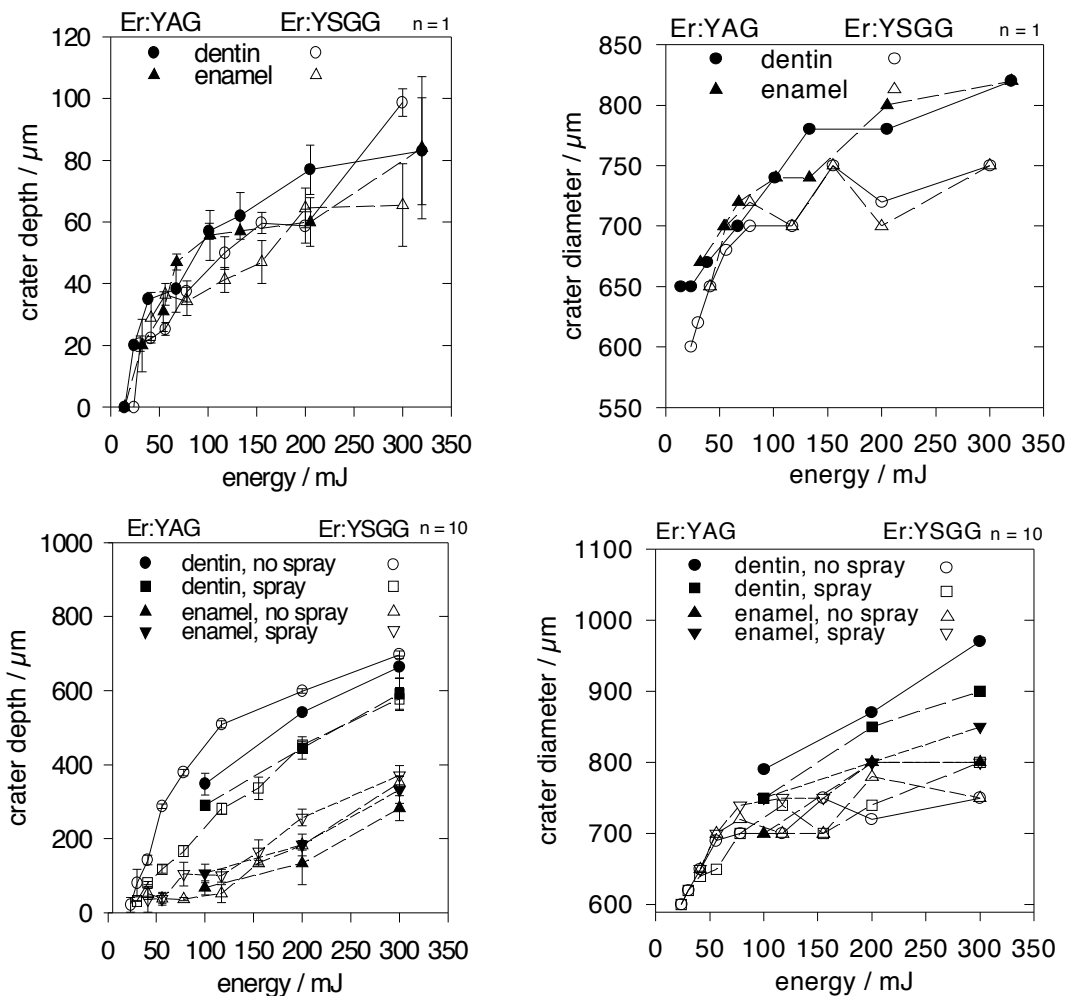 Er:YAG Er:YSGG n = 1
120
100
80
60
40
20
0
dentin
enamel
crater depth / µm
0 50 100 150 200 250 300 350
energy / mJ
Er:YAG Er:YSGG n = 1
850
800
750
700
650
600
550
dentin
enamel
crater diameter / µm
0 50 100 150 200 250 300 350
energy / mJ
Er:YAG Er:YSGG n = 10
1000
800
600
400
200
0
dentin, no spray
dentin, spray
enamel, no spray
enamel, spray
crater depth / µm
0 50 100 150 200 250 300 350
energy / mJ
Er:YAG Er:YSGG n = 10
1100
1000
900
800
700
600
dentin, no spray
dentin, spray
enamel, no spray
enamel, spray
crater diameter / µm
0 50 100 150 200 250 300 350
energy / mJ